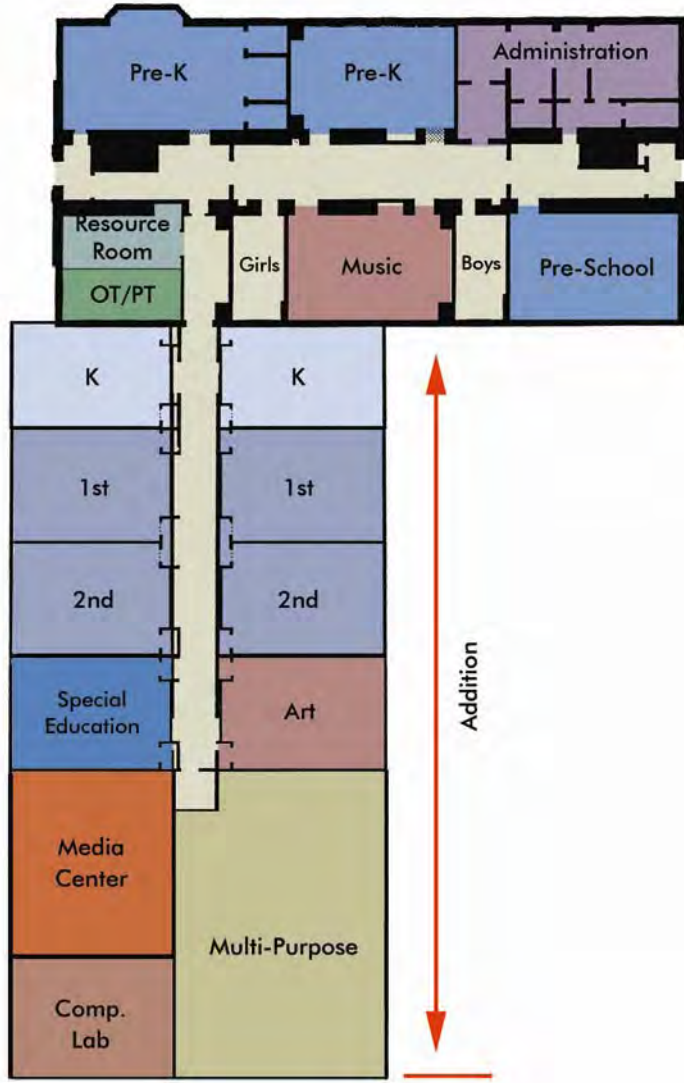 Pre-K
Pre-K
Administration
Resource
Room
OT/PT
Girls
Music
Boys
Pre-School
K
K
1st
1st
2nd
2nd
Special
Education
Art
Addition
Media
Center
Multi-Purpose
Comp.
Lab